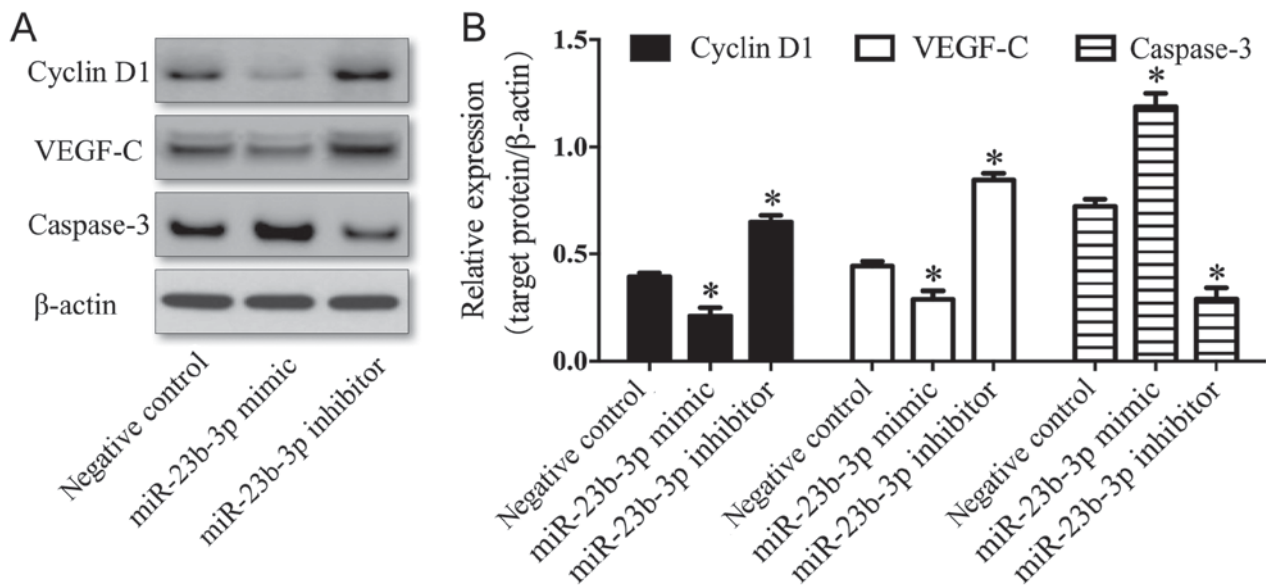 A
Cyclin D1
VEGF-C
Caspase-3
β-actin
Negative control
miR-23b-3p mimic
miR-23b-3p inhibitor
B
Cyclin D1 VEGF-C Caspase-3
Relative expression
(target protein/β-actin)
1.5
1.0
0.5
0.0
*
*
*
*
*
*
Negative control
miR-23b-3p mimic
miR-23b-3p inhibitor
Negative control
miR-23b-3p mimic
miR-23b-3p inhibitor
Negative control
miR-23b-3p mimic
miR-23b-3p inhibitor